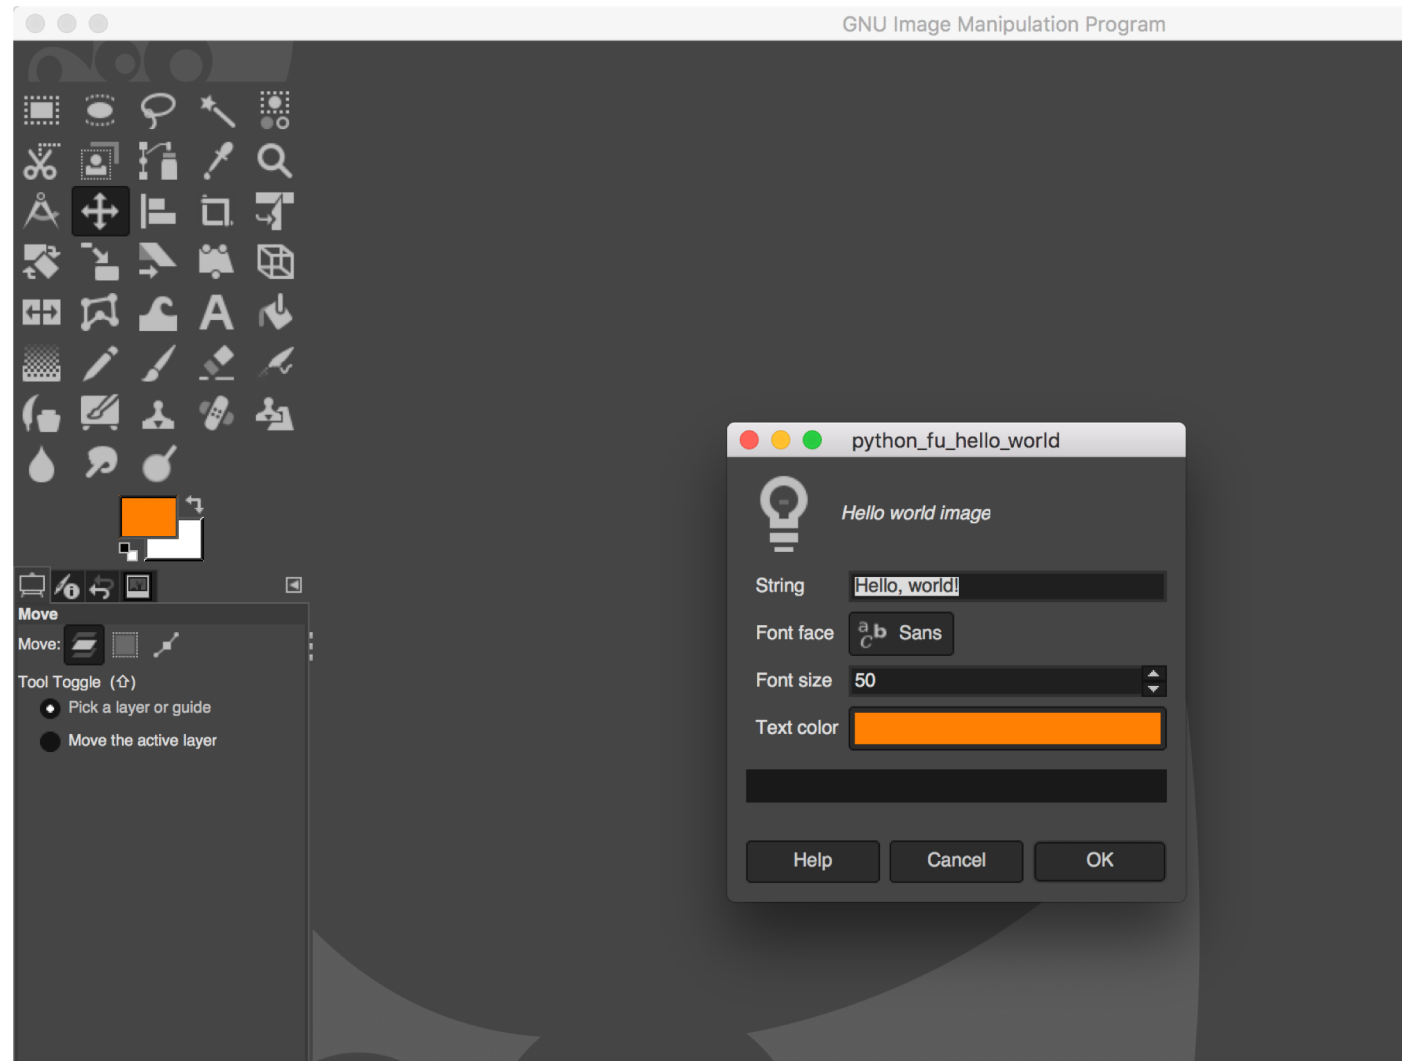 GNU Image Manipulation Program
Move
Move:
Tool Toggle (⇧)
Pick a layer or guide
Move the active layer
python_fu_hello_world
Hello world image
String Hello, world!
Font face Sans
Font size 50
Text color
Help Cancel OK